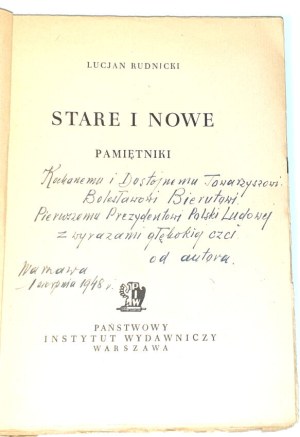 LUCJAN RUDNICKI
STARE I NOWE
PAMIĘTNIKI
Kochanemu i Dostojnemu Towarzyszowi
Bolesławowi Bierutowi,
Pierwszemu Prezydentowi Polski Ludowej
z wyrazami głębokiej czci
od autora.
Warszawa
1 sierpnia 1948 r.
PIW
PAŃSTWOWY
INSTYTUT WYDAWNICZY
WARSZAWA